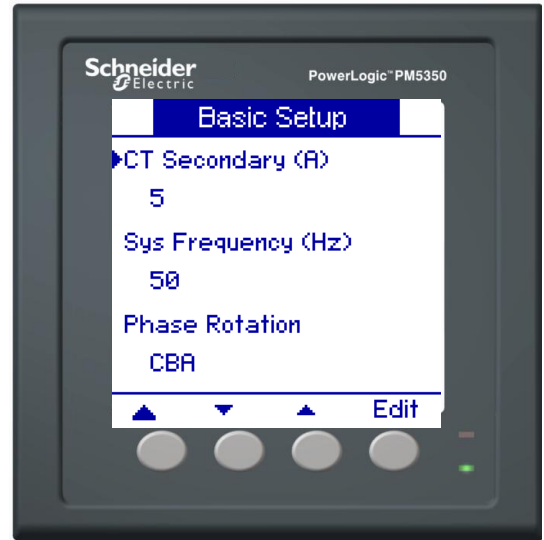 Schneider Electric
PowerLogic™ PM5350
Basic Setup
CT Secondary (A)
5
Sys Frequency (Hz)
50
Phase Rotation
CBA
Edit